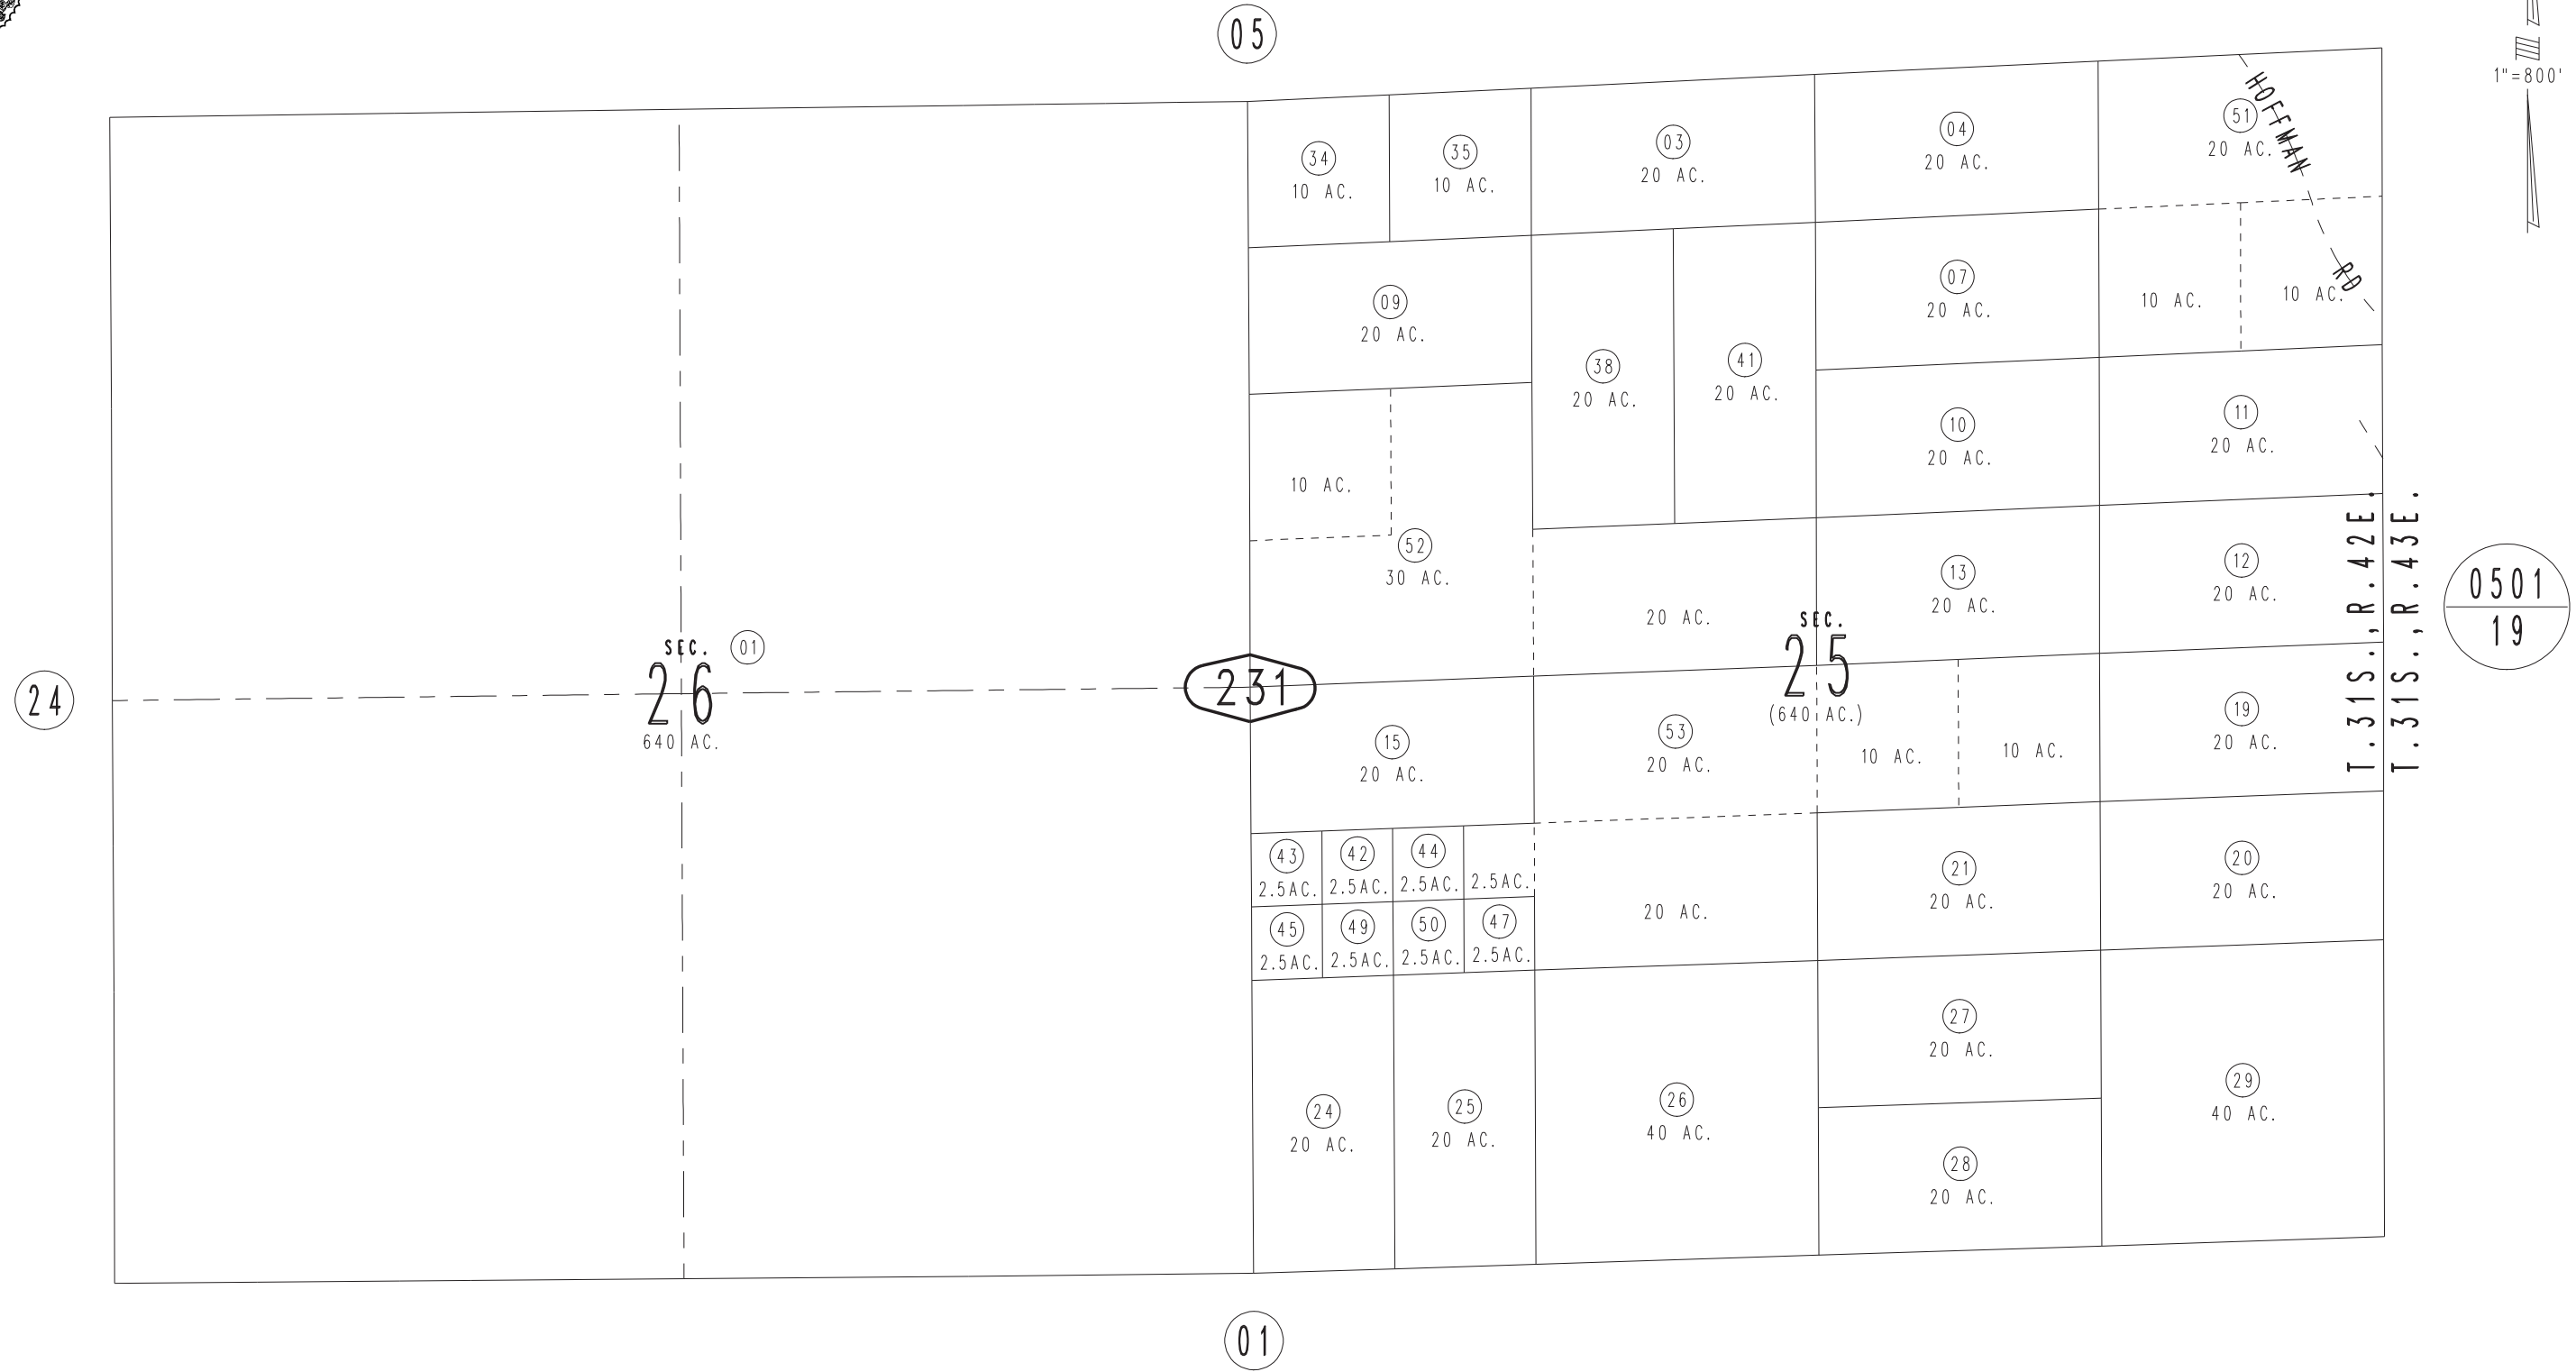 05
1"=800'
HOFFMAN RD
34
10 AC.
35
10 AC.
03
20 AC.
04
20 AC.
51
20 AC.
09
20 AC.
38
20 AC.
41
20 AC.
07
20 AC.
10 AC.
10 AC.
10
20 AC.
11
20 AC.
10 AC.
52
30 AC.
20 AC.
13
20 AC.
12
20 AC.
T.31S.,R.42E.
T.31S.,R.43E.
0501
19
24
SEC.
26
01
640 AC.
231
SEC.
25
(640 AC.)
15
20 AC.
53
20 AC.
10 AC.
10 AC.
19
20 AC.
43
2.5AC.
42
2.5AC.
44
2.5AC.
2.5AC.
45
2.5AC.
49
2.5AC.
50
2.5AC.
47
2.5AC.
20 AC.
21
20 AC.
20
20 AC.
24
20 AC.
25
20 AC.
26
40 AC.
27
20 AC.
28
20 AC.
29
40 AC.
01